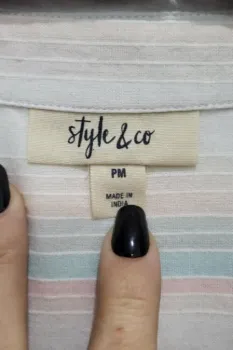 style & co
PM
MADE IN
INDIA